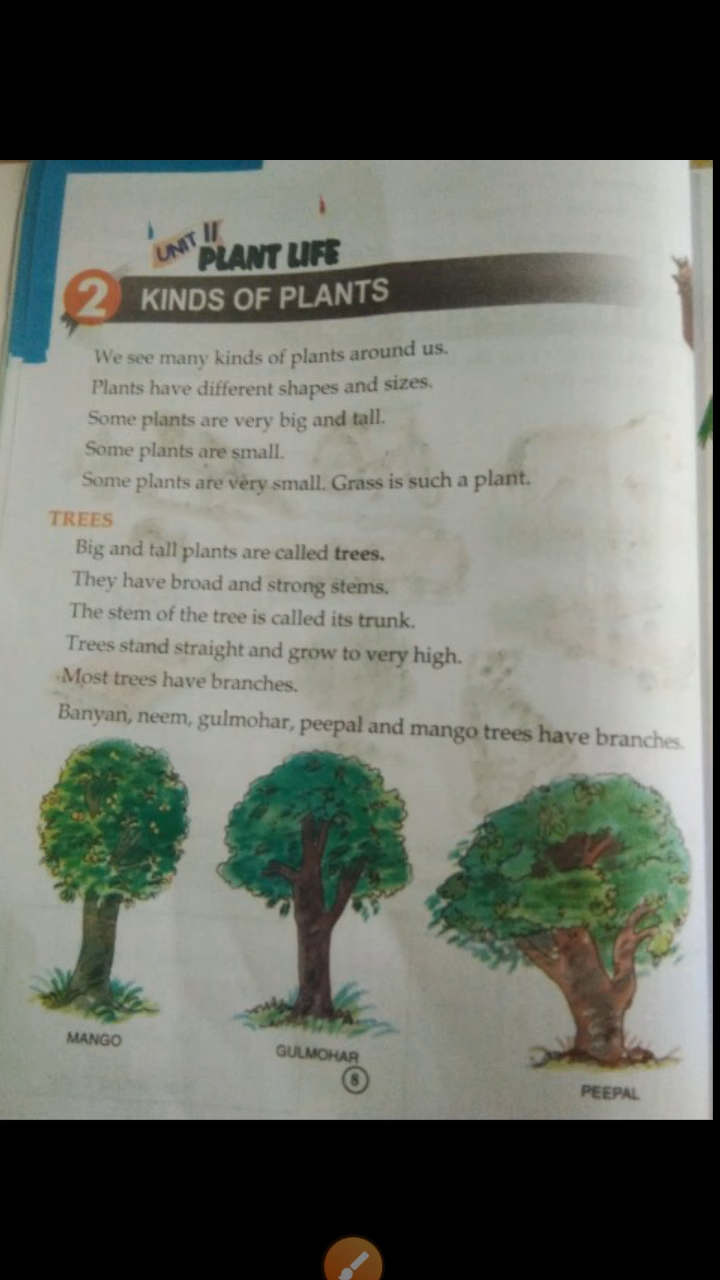 UNIT II
PLANT LIFE
2 KINDS OF PLANTS
We see many kinds of plants around us.
Plants have different shapes and sizes.
Some plants are very big and tall.
Some plants are small.
Some plants are very small. Grass is such a plant.
TREES
Big and tall plants are called trees.
They have broad and strong stems.
The stem of the tree is called its trunk.
Trees stand straight and grow to very high.
Most trees have branches.
Banyan, neem, gulmohar, peepal and mango trees have branches.
MANGO
GULMOHAR
PEEPAL
8